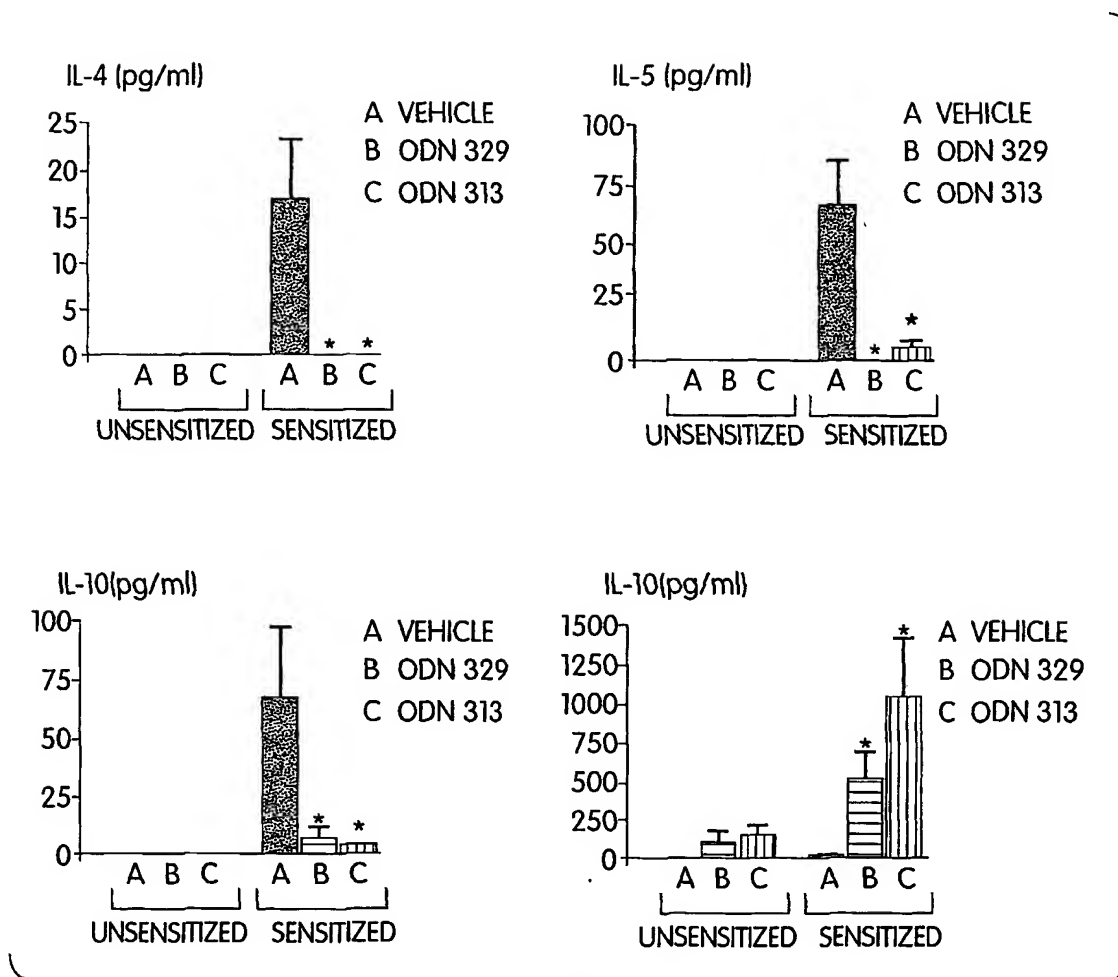 IL-4 (pg/ml)
25
20
15
10
5
0
A VEHICLE
B ODN 329
C ODN 313
* *
A B C A B C
UNSENSITIZED SENSITIZED
IL-5 (pg/ml)
100
75
50
25
0
A VEHICLE
B ODN 329
C ODN 313
* *
A B C A B C
UNSENSITIZED SENSITIZED
IL-10(pg/ml)
100
75
50
25
0
A VEHICLE
B ODN 329
C ODN 313
* *
A B C A B C
UNSENSITIZED SENSITIZED
IL-10(pg/ml)
1500
1250
1000
750
500
250
0
A VEHICLE
B ODN 329
C ODN 313
* *
A B C A B C
UNSENSITIZED SENSITIZED